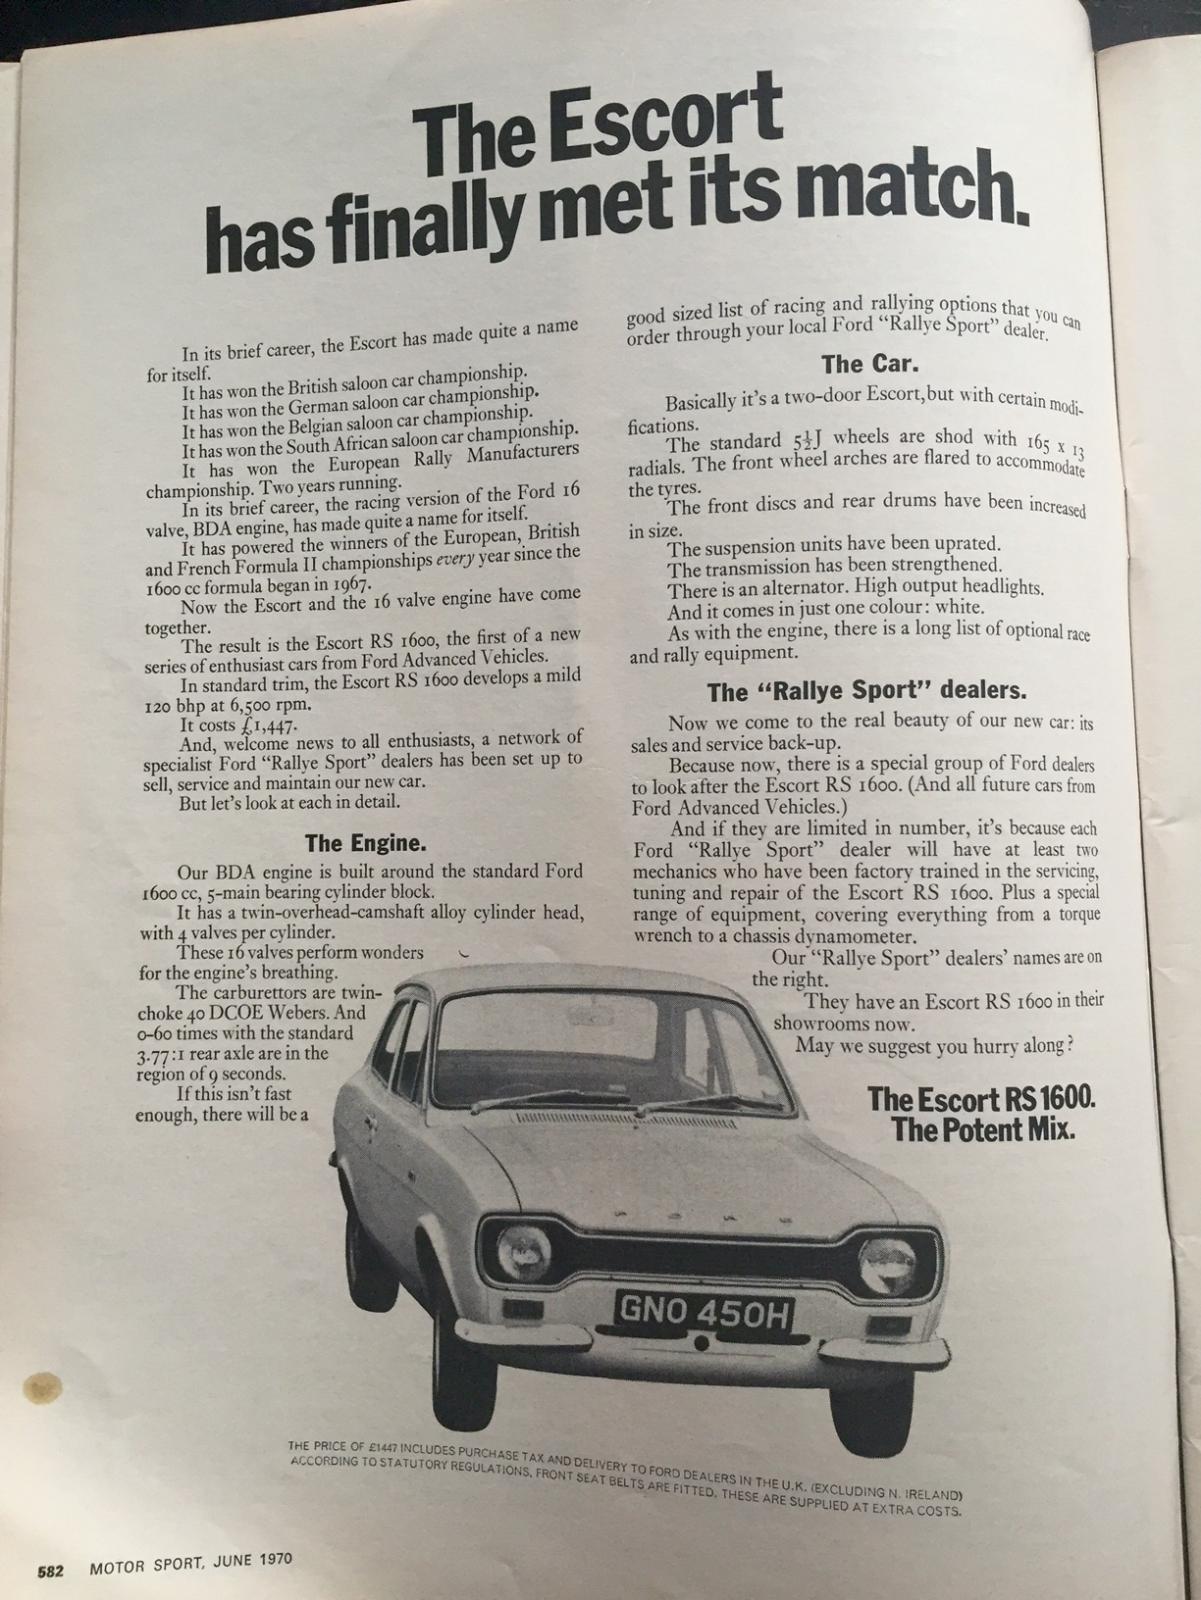 The Escort
has finally met its match.
In its brief career, the Escort has made quite a name
for itself.
It has won the British saloon car championship.
It has won the German saloon car championship.
It has won the Belgian saloon car championship.
It has won the South African saloon car championship.
It has won the European Rally Manufacturers
championship. Two years running.
In its brief career, the racing version of the Ford 16
valve, BDA engine, has made quite a name for itself.
It has powered the winners of the European, British
and French Formula II championships every year since the
1600 cc formula began in 1967.
Now the Escort and the 16 valve engine have come
together.
The result is the Escort RS 1600, the first of a new
series of enthusiast cars from Ford Advanced Vehicles.
In standard trim, the Escort RS 1600 develops a mild
120 bhp at 6,500 rpm.
It costs £1,447.
And, welcome news to all enthusiasts, a network of
specialist Ford “Rallye Sport” dealers has been set up to
sell, service and maintain our new car.
But let's look at each in detail.
The Engine.
Our BDA engine is built around the standard Ford
1600 cc, 5-main bearing cylinder block.
It has a twin-overhead-camshaft alloy cylinder head,
with 4 valves per cylinder.
These 16 valves perform wonders
for the engine's breathing.
The carburettors are twin-
choke 40 DCOE Webers. And
0-60 times with the standard
3.77:1 rear axle are in the
region of 9 seconds.
If this isn't fast
enough, there will be a
good sized list of racing and rallying options that you can
order through your local Ford “Rallye Sport” dealer.
The Car.
Basically it's a two-door Escort, but with certain modi-
fications.
The standard 5½J wheels are shod with 165 x 13
radials. The front wheel arches are flared to accommodate
the tyres.
The front discs and rear drums have been increased
in size.
The suspension units have been uprated.
The transmission has been strengthened.
There is an alternator. High output headlights.
And it comes in just one colour: white.
As with the engine, there is a long list of optional race
and rally equipment.
The “Rallye Sport” dealers.
Now we come to the real beauty of our new car: its
sales and service back-up.
Because now, there is a special group of Ford dealers
to look after the Escort RS 1600. (And all future cars from
Ford Advanced Vehicles.)
And if they are limited in number, it's because each
Ford “Rallye Sport” dealer will have at least two
mechanics who have been factory trained in the servicing,
tuning and repair of the Escort RS 1600. Plus a special
range of equipment, covering everything from a torque
wrench to a chassis dynamometer.
Our “Rallye Sport” dealers' names are on
the right.
They have an Escort RS 1600 in their
showrooms now.
May we suggest you hurry along?
The Escort RS 1600.
The Potent Mix.
FORD
GNO 450H
THE PRICE OF £1447 INCLUDES PURCHASE TAX AND DELIVERY TO FORD DEALERS IN THE U.K. (EXCLUDING N. IRELAND)
ACCORDING TO STATUTORY REGULATIONS, FRONT SEAT BELTS ARE FITTED. THESE ARE SUPPLIED AT EXTRA COSTS.
582 MOTOR SPORT, JUNE 1970